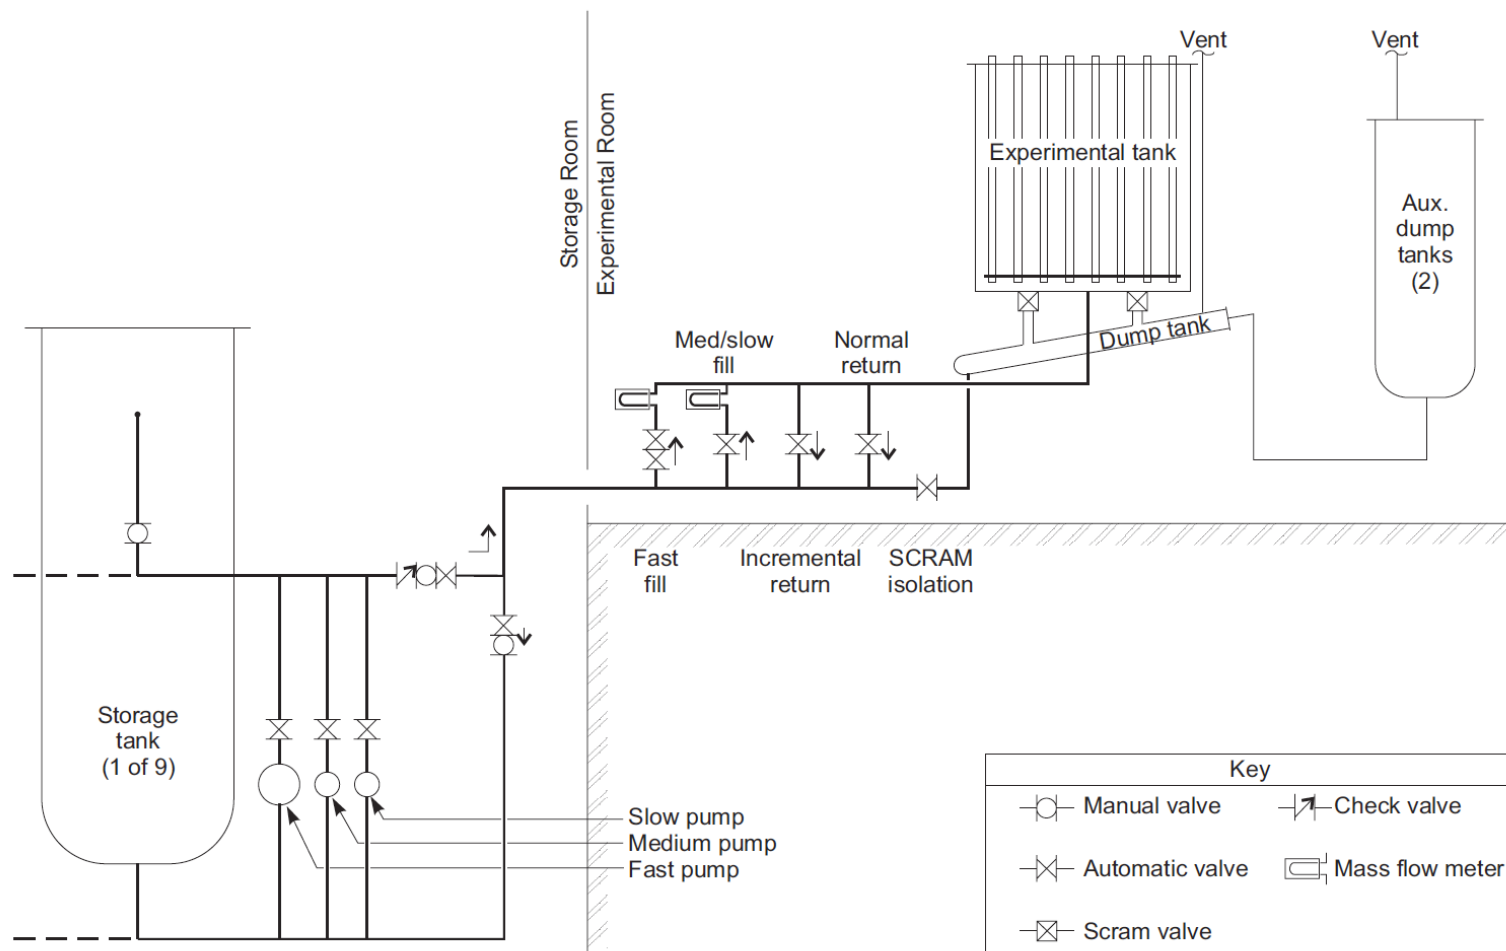 Vent
Vent
Storage Room
Experimental Room
Experimental tank
Aux.
dump
tanks
(2)
Dump tank
Med/slow
fill
Normal
return
Fast
fill
Incremental
return
SCRAM
isolation
Storage
tank
(1 of 9)
Slow pump
Medium pump
Fast pump
Key
Manual valve
Check valve
Automatic valve
Mass flow meter
Scram valve